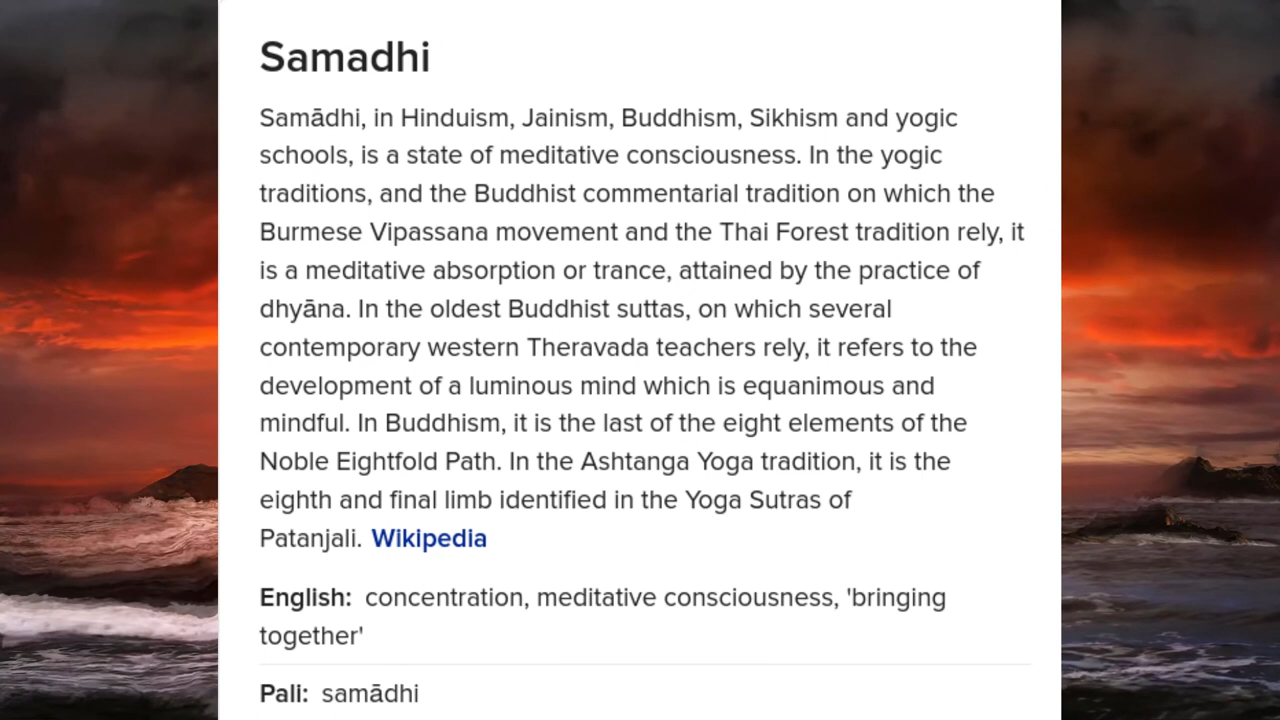 Samadhi
Samādhi, in Hinduism, Jainism, Buddhism, Sikhism and yogic
schools, is a state of meditative consciousness. In the yogic
traditions, and the Buddhist commentarial tradition on which the
Burmese Vipassana movement and the Thai Forest tradition rely, it
is a meditative absorption or trance, attained by the practice of
dhyāna. In the oldest Buddhist suttas, on which several
contemporary western Theravada teachers rely, it refers to the
development of a luminous mind which is equanimous and
mindful. In Buddhism, it is the last of the eight elements of the
Noble Eightfold Path. In the Ashtanga Yoga tradition, it is the
eighth and final limb identified in the Yoga Sutras of
Patanjali. Wikipedia
English: concentration, meditative consciousness, 'bringing
together'
Pali: samādhi